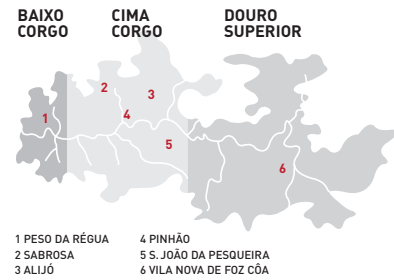 BAIXO
CORGO
CIMA
CORGO
DOURO
SUPERIOR
1
2
3
4
5
6
1 PESO DA RÉGUA
2 SABROSA
3 ALIJÓ
4 PINHÃO
5 S. JOÃO DA PESQUEIRA
6 VILA NOVA DE FOZ CÔA